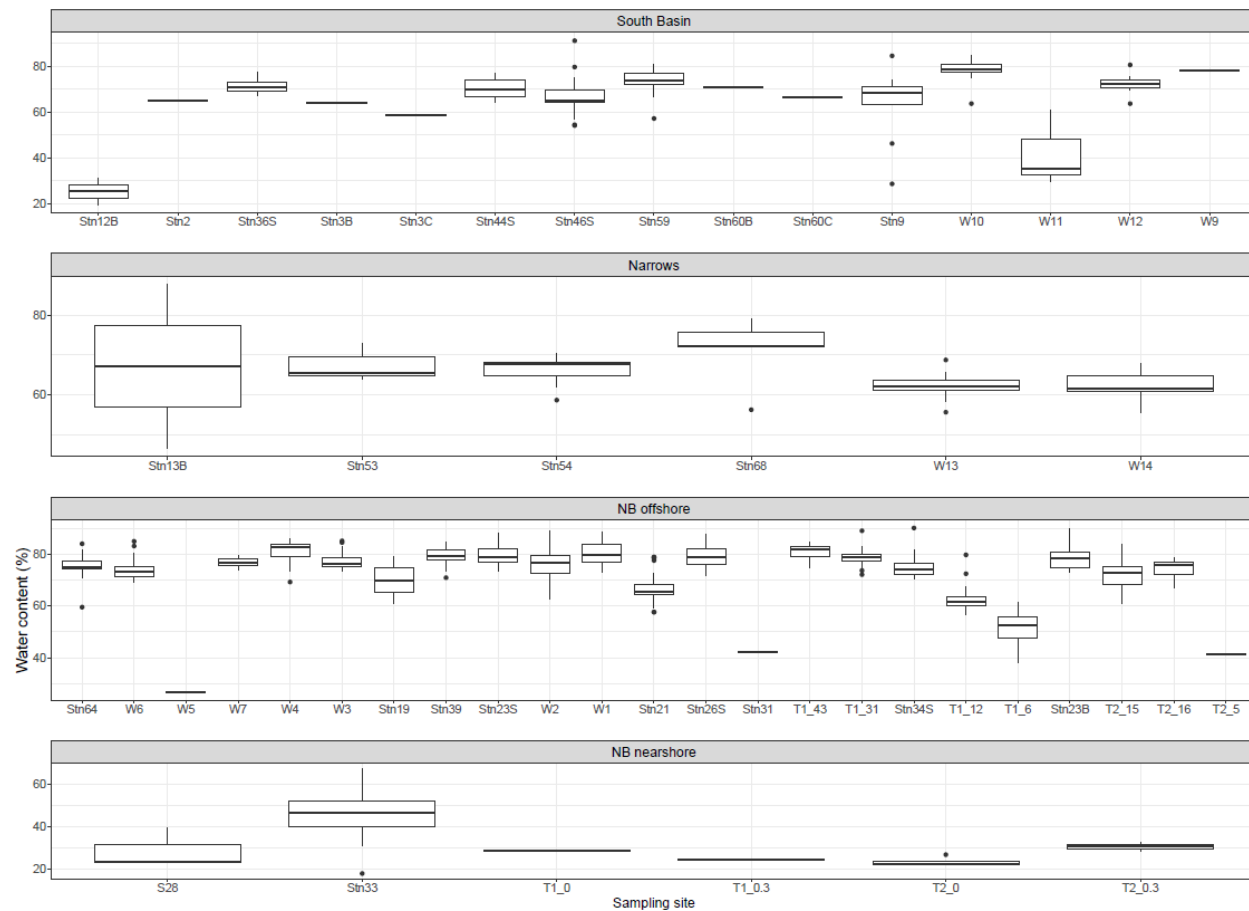 South Basin
80
60
40
20
Stn12B Stn2 Stn36S Stn3B Stn3C Stn44S Stn46S Stn59 Stn60B Stn60C Stn9 W10 W11 W12 W9
Narrows
80
60
Stn13B Stn53 Stn54 Stn68 W13 W14
NB offshore
Water content (%)
80
60
40
Stn64 W6 W5 W7 W4 W3 Stn19 Stn39 Stn23S W2 W1 Stn21 Stn26S Stn31 T1_43 T1_31 Stn34S T1_12 T1_6 Stn23B T2_15 T2_16 T2_5
NB nearshore
60
40
20
S28 Stn33 T1_0 T1_0.3 T2_0 T2_0.3
Sampling site